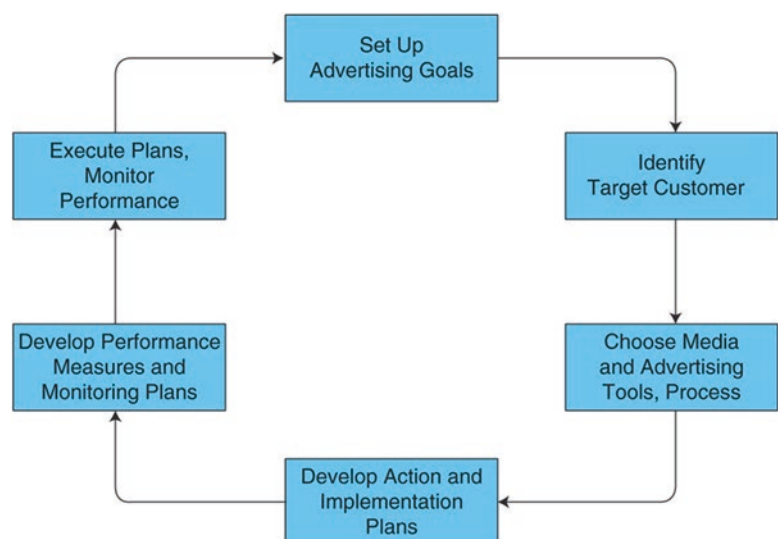 Set Up
Advertising Goals
Identify
Target Customer
Choose Media
and Advertising
Tools, Process
Develop Action and
Implementation
Plans
Develop Performance
Measures and
Monitoring Plans
Execute Plans,
Monitor
Performance